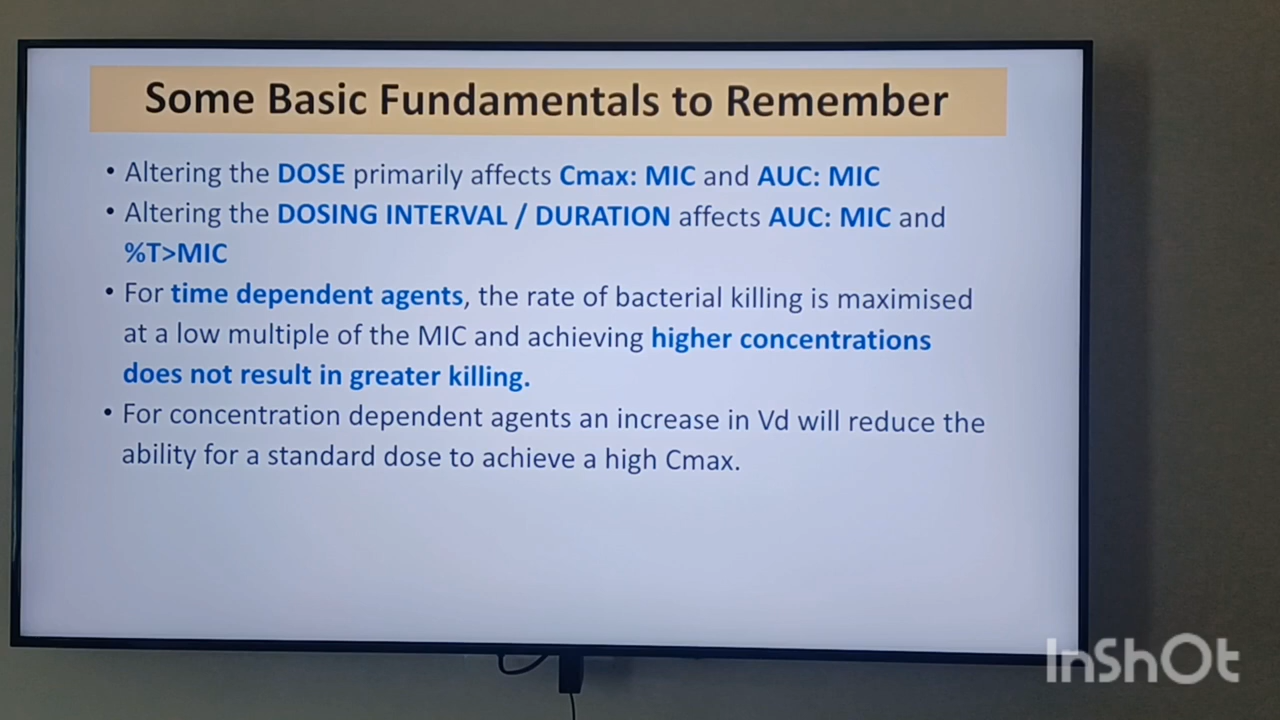 Some Basic Fundamentals to Remember
• Altering the DOSE primarily affects Cmax: MIC and AUC: MIC
• Altering the DOSING INTERVAL / DURATION affects AUC: MIC and
%T>MIC
• For time dependent agents, the rate of bacterial killing is maximised
at a low multiple of the MIC and achieving higher concentrations
does not result in greater killing.
• For concentration dependent agents an increase in Vd will reduce the
ability for a standard dose to achieve a high Cmax.
InShOt